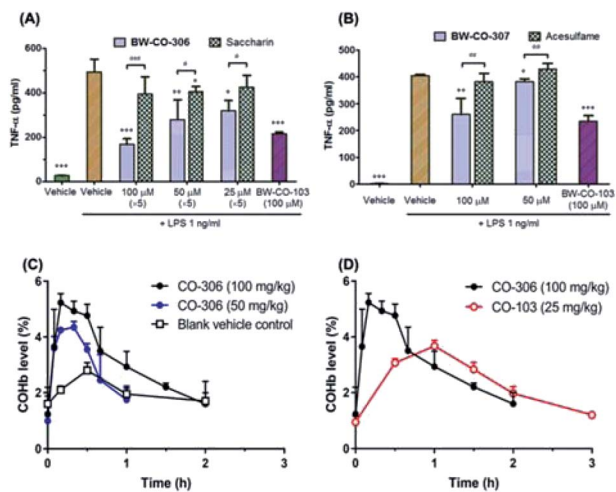 (A)
BW-CO-306 Saccharin
TNF-α (pg/ml)
600
400
200
0
***
***
###
**
#
*
*
#
***
Vehicle Vehicle 100 μM (×5) 50 μM (×5) 25 μM (×5) BW-CO-103 (100 μM)
+ LPS 1 ng/ml
(B)
BW-CO-307 Acesulfame
TNF-α (pg/ml)
500
400
300
200
100
0
***
**
##
*
##
***
Vehicle Vehicle 100 μM 50 μM BW-CO-103 (100 μM)
+ LPS 1 ng/ml
(C)
CO-306 (100 mg/kg)
CO-306 (50 mg/kg)
Blank vehicle control
COHb level (%)
6
4
2
0
0 1 2 3
Time (h)
(D)
CO-306 (100 mg/kg)
CO-103 (25 mg/kg)
COHb level (%)
6
4
2
0
0 1 2 3
Time (h)